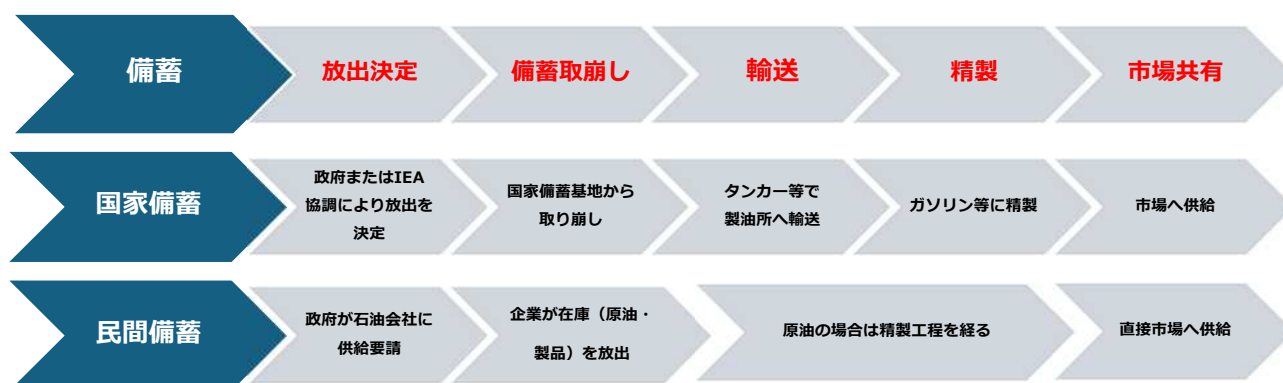 備蓄
放出決定
備蓄取崩し
輸送
精製
市場共有
国家備蓄
政府またはIEA
協調により放出を
決定
国家備蓄基地から
取り崩し
タンカー等で
製油所へ輸送
ガソリン等に精製
市場へ供給
民間備蓄
政府が石油会社に
供給要請
企業が在庫（原油・
製品）を放出
原油の場合は精製工程を経る
直接市場へ供給